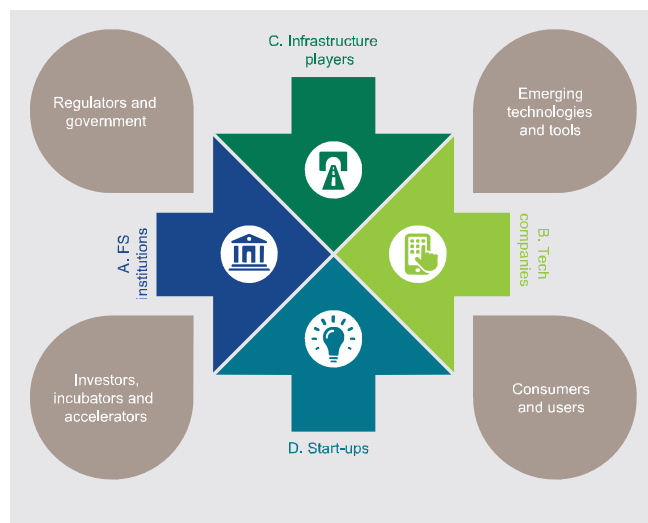 C. Infrastructure
players
Regulators and
government
Emerging
technologies
and tools
A. FS
institutions
B. Tech
companies
Investors,
incubators and
accelerators
Consumers
and users
D. Start-ups